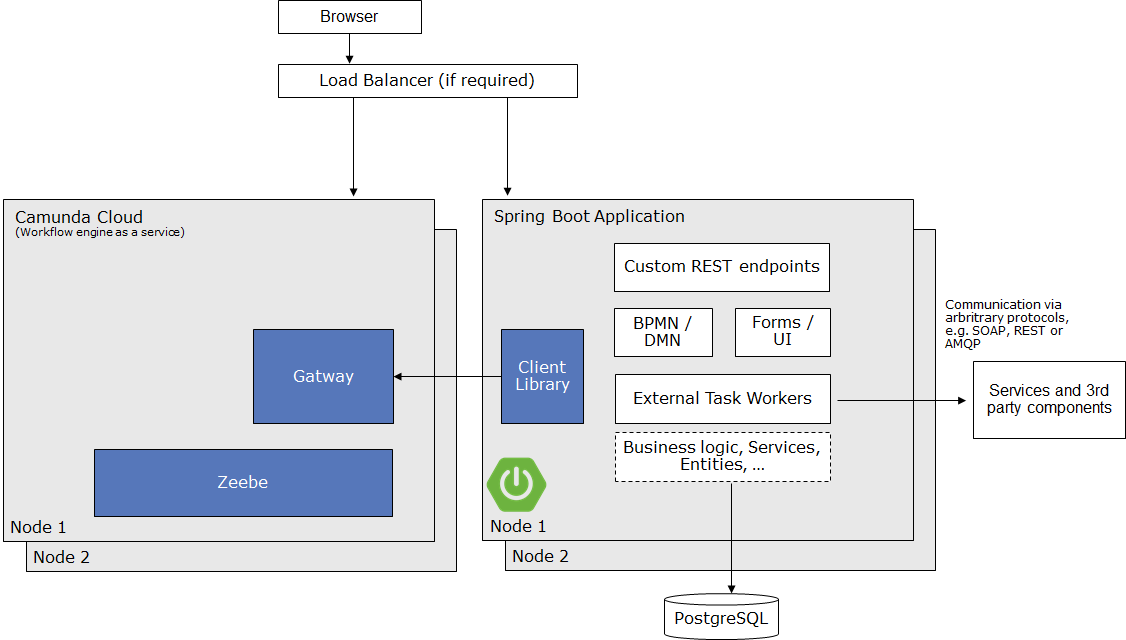 Browser
Load Balancer (if required)
Camunda Cloud
(Workflow engine as a service)
Gatway
Zeebe
Node 1
Node 2
Spring Boot Application
Custom REST endpoints
BPMN /
DMN
Forms /
UI
Client
Library
External Task Workers
Business logic, Services,
Entities, ...
Node 1
Node 2
Communication via
arbritrary protocols,
e.g. SOAP, REST or
AMQP
Services and 3rd
party components
PostgreSQL